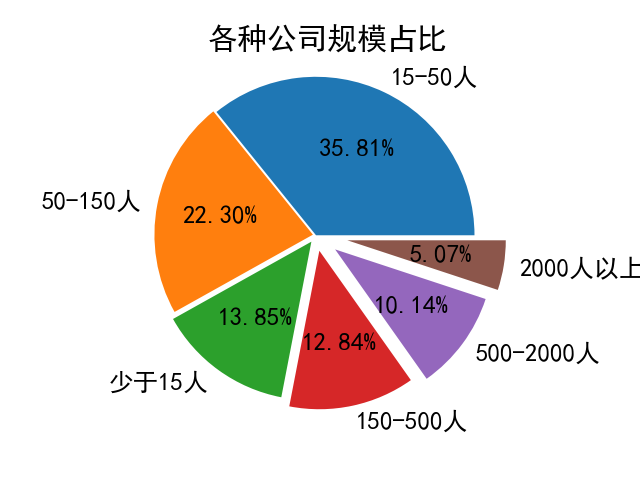 各种公司规模占比
15-50人
35.81%
50-150人
22.30%
少于15人
13.85%
150-500人
12.84%
500-2000人
10.14%
2000人以上
5.07%